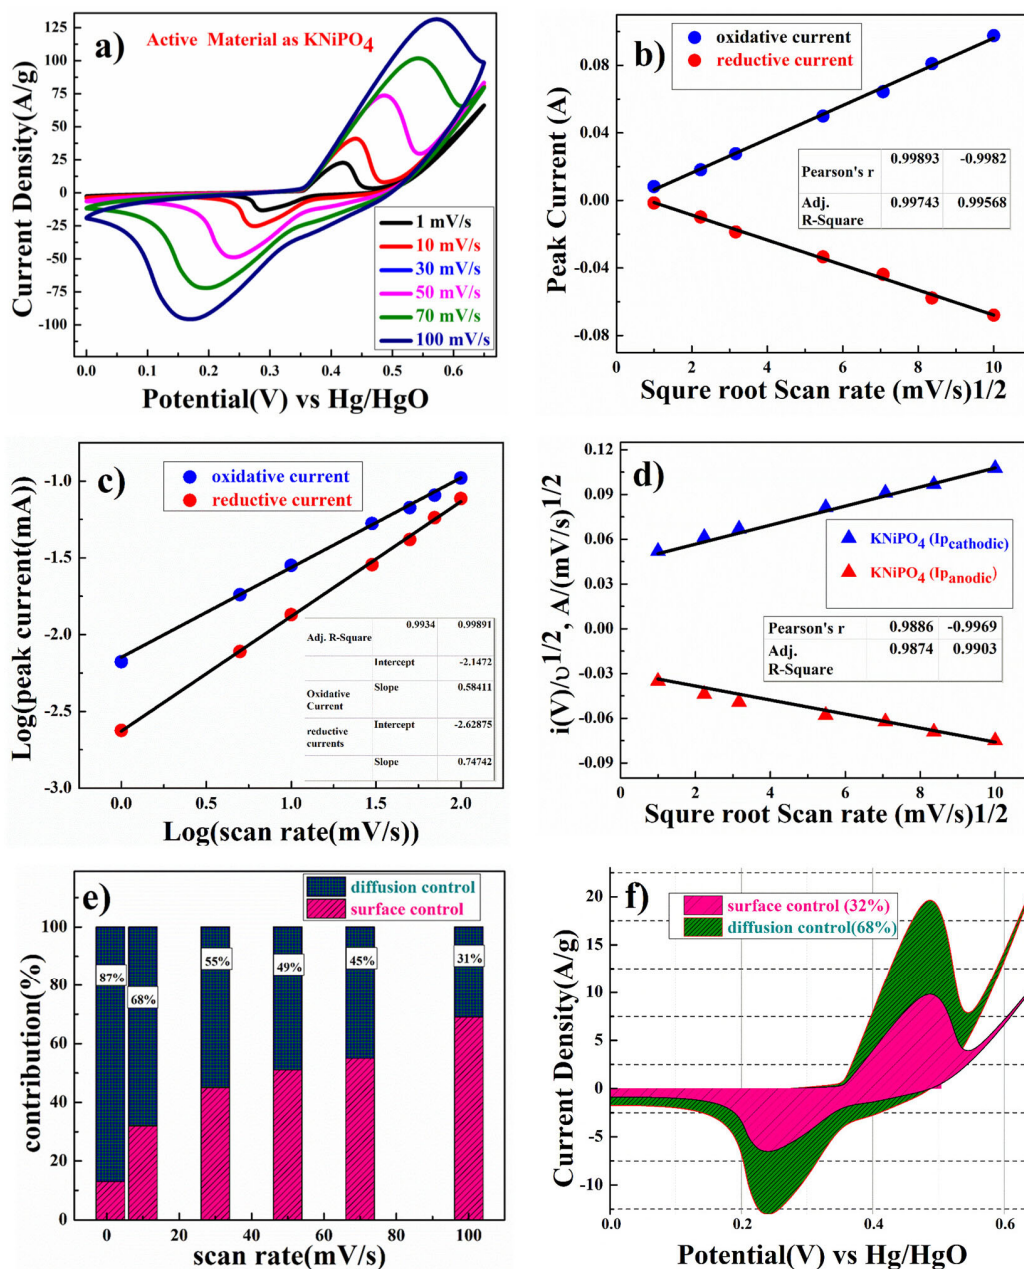 a)
Active Material as KNiPO4
Current Density(A/g)
125
100
75
50
25
0
-25
-50
-75
-100
1 mV/s
10 mV/s
30 mV/s
50 mV/s
70 mV/s
100 mV/s
0.0 0.1 0.2 0.3 0.4 0.5 0.6
Potential(V) vs Hg/HgO
b)
oxidative current
reductive current
Peak Current (A)
0.08
0.04
0.00
-0.04
-0.08
Pearson's r 0.99893 -0.9982
Adj. R-Square 0.99743 0.99568
0 2 4 6 8 10
Squre root Scan rate (mV/s)1/2
c)
oxidative current
reductive current
Log(peak current(mA))
-1.0
-1.5
-2.0
-2.5
-3.0
Adj. R-Square 0.9934 0.99891
Intercept -2.1472
Oxidative Current Slope 0.58411
reductive currents Intercept -2.62875
Slope 0.74742
0.0 0.5 1.0 1.5 2.0
Log(scan rate(mV/s))
d)
i(V)/υ1/2, A/(mV/s)1/2
0.12
0.09
0.06
0.03
0.00
-0.03
-0.06
-0.09
KNiPO4 (Ipcathodic)
KNiPO4 (Ipanodic)
Pearson's r 0.9886 -0.9969
Adj. R-Square 0.9874 0.9903
0 2 4 6 8 10
Squre root Scan rate (mV/s)1/2
e)
diffusion control
surface control
contribution(%)
100
80
60
40
20
0
87%
68%
55%
49%
45%
31%
0 20 40 60 80 100
scan rate(mV/s)
f)
surface control (32%)
diffusion control(68%)
Current Density(A/g)
20
15
10
5
0
-5
-10
0.0 0.2 0.4 0.6
Potential(V) vs Hg/HgO